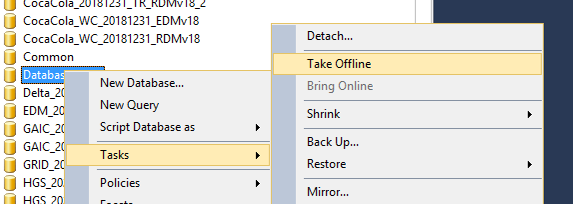 CocaCola_20181231_TR_RDMv18_2
CocaCola_WC_20181231_EDMv18
CocaCola_WC_20181231_RDMv18
Common
Database
Delta_20
EDM_20
GAIC_20
GAIC_20
GRID_20
HGS_20
HGS_20
New Database...
New Query
Script Database as
Tasks
Policies
Facets
Detach...
Take Offline
Bring Online
Shrink
Back Up...
Restore
Mirror...